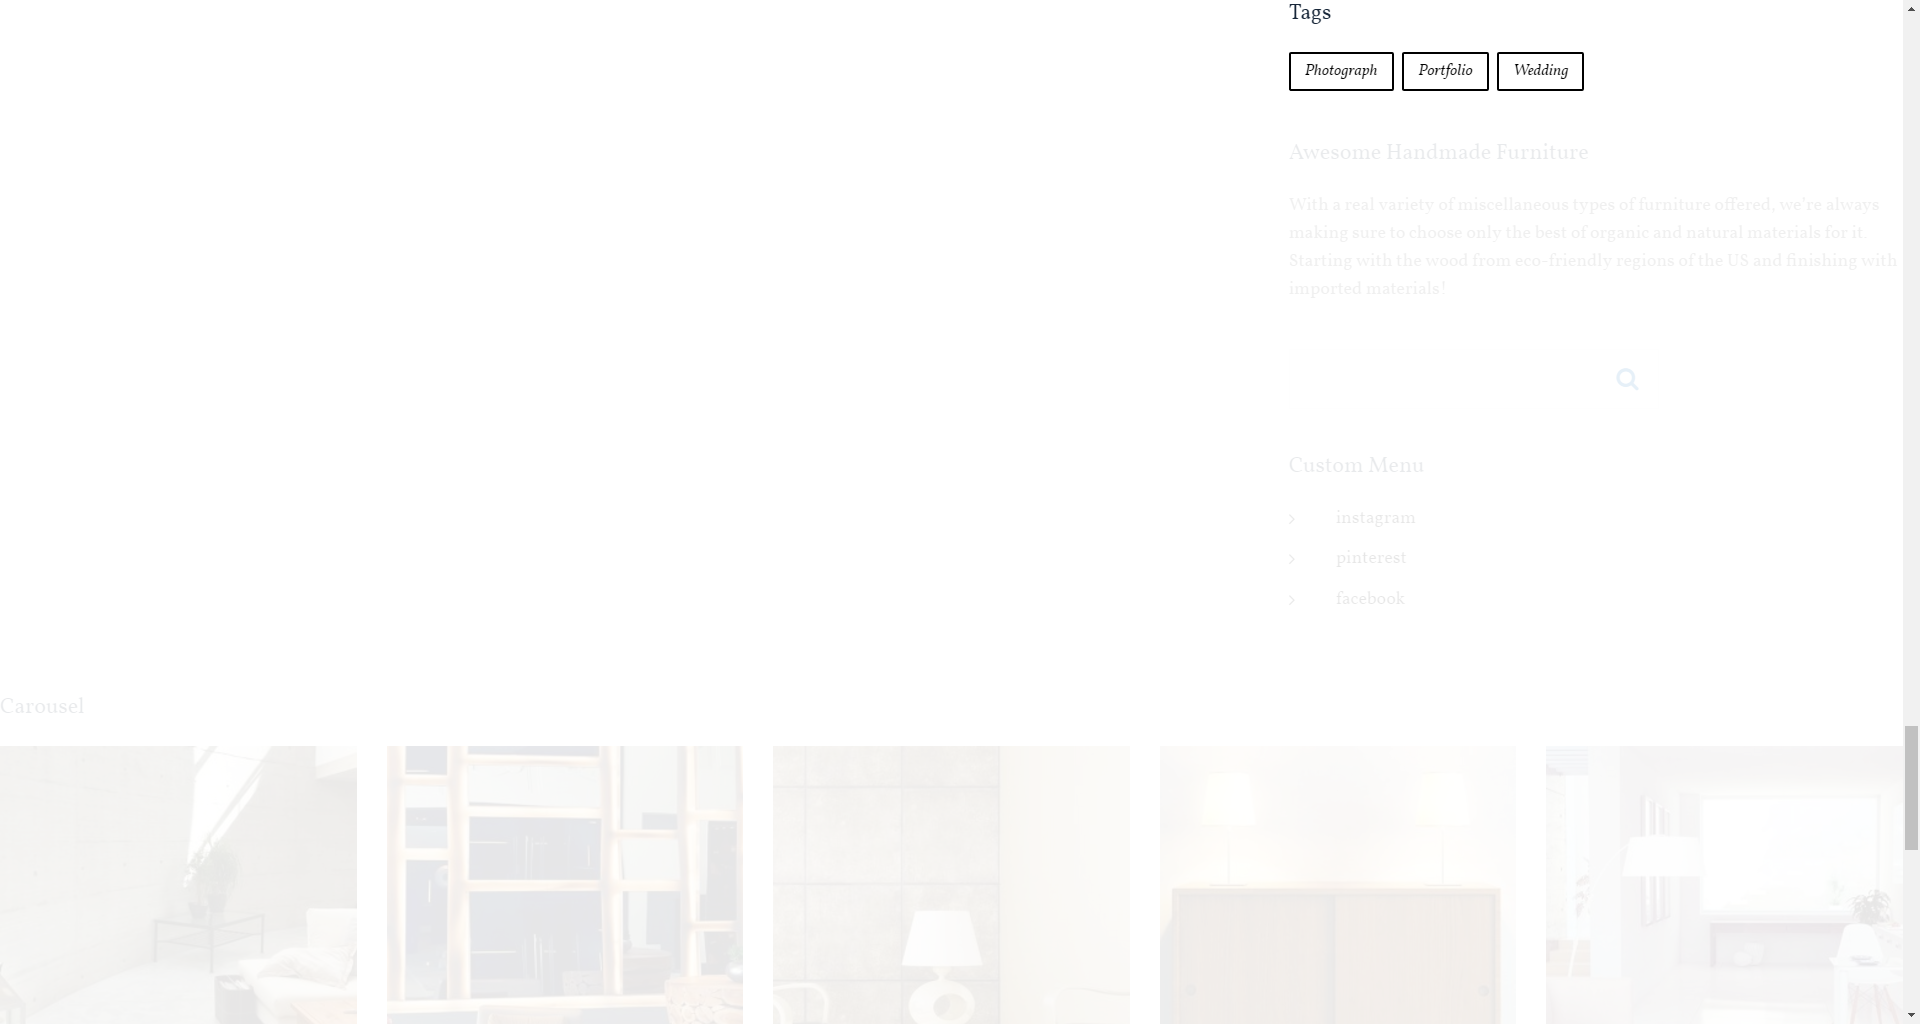 Tags
Photograph
Portfolio
Wedding
Awesome Handmade Furniture
With a real variety of miscellaneous types of furniture offered, we're always
making sure to choose only the best of organic and natural materials for it.
Starting with the wood from eco-friendly regions of the US and finishing with
imported materials!
Custom Menu
instagram
pinterest
facebook
Carousel